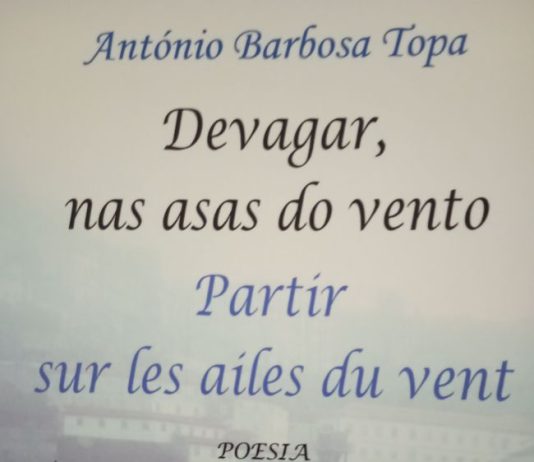 António Barbosa Topa
Devagar,
nas asas do vento
Partir
sur les ailes du vent
POESIA